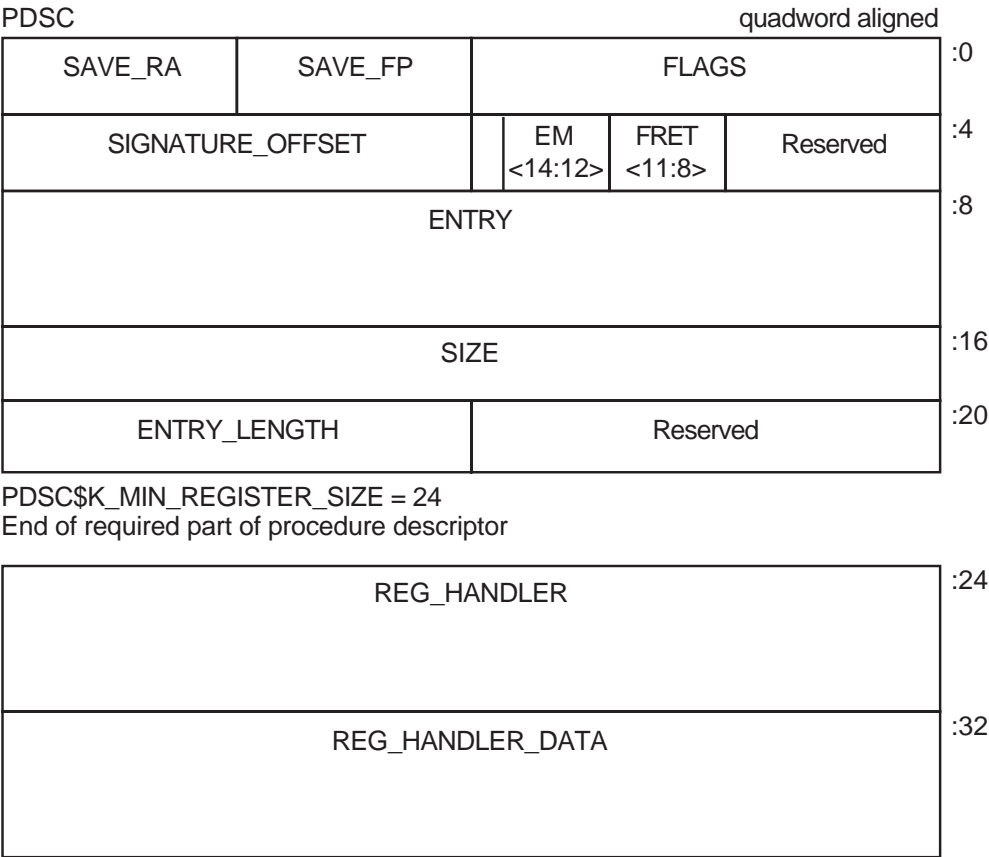 PDSC quadword aligned
SAVE_RA SAVE_FP FLAGS :0
SIGNATURE_OFFSET EM <14:12> FRET <11:8> Reserved :4
ENTRY :8
SIZE :16
ENTRY_LENGTH Reserved :20
PDSC$K_MIN_REGISTER_SIZE = 24
End of required part of procedure descriptor
REG_HANDLER :24
REG_HANDLER_DATA :32